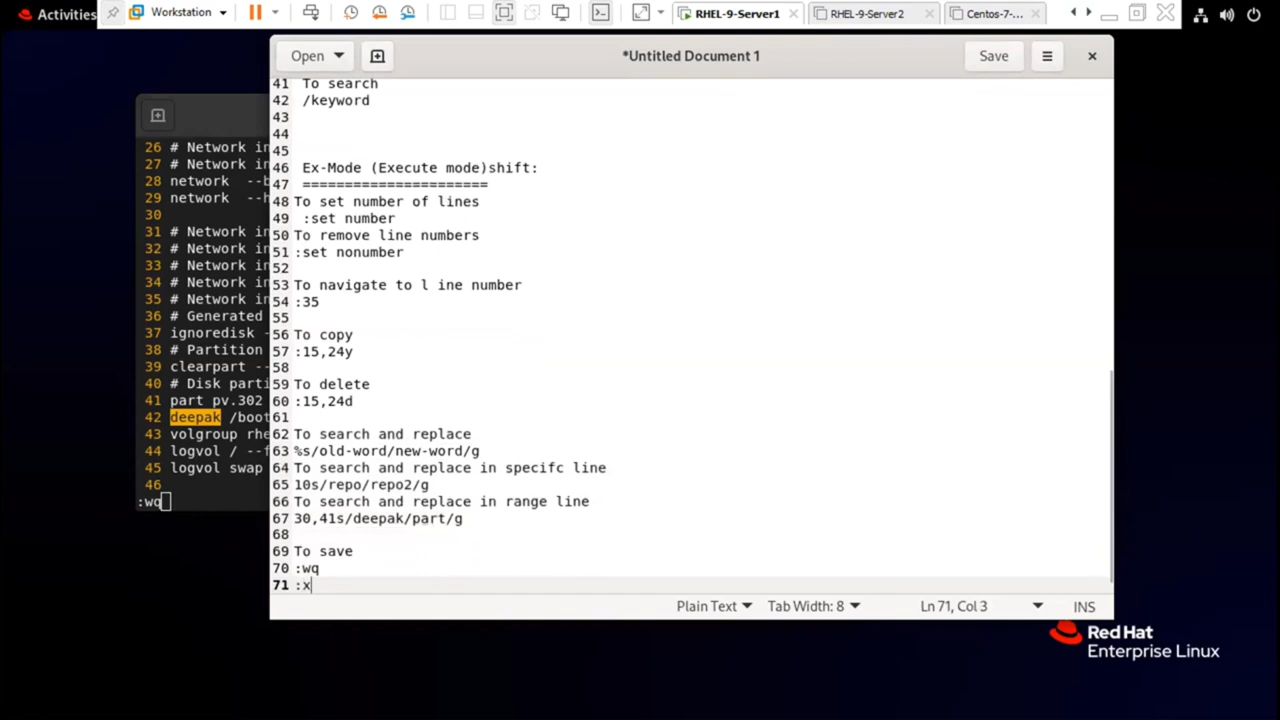 Activities
Workstation
RHEL-9-Server1
RHEL-9-Server2
Centos-7-...
Open
*Untitled Document 1
Save
26 # Network in
27 # Network in
28 network --b
29 network --h
30
31 # Network in
32 # Network in
33 # Network in
34 # Network in
35 # Network in
36 # Generated
37 ignoredisk -
38 # Partition
39 clearpart --
40 # Disk parti
41 part pv.302
42 deepak /boot
43 volgroup rhe
44 logvol / --f
45 logvol swap
46
:wq
41 To search
42 /keyword
43
44
45
46 Ex-Mode (Execute mode)shift:
47 ======================
48 To set number of lines
49 :set number
50 To remove line numbers
51 :set nonumber
52
53 To navigate to l ine number
54 :35
55
56 To copy
57 :15,24y
58
59 To delete
60 :15,24d
61
62 To search and replace
63 %s/old-word/new-word/g
64 To search and replace in specifc line
65 10s/repo/repo2/g
66 To search and replace in range line
67 30,41s/deepak/part/g
68
69 To save
70 :wq
71 :x
Plain Text
Tab Width: 8
Ln 71, Col 3
INS
Red Hat
Enterprise Linux